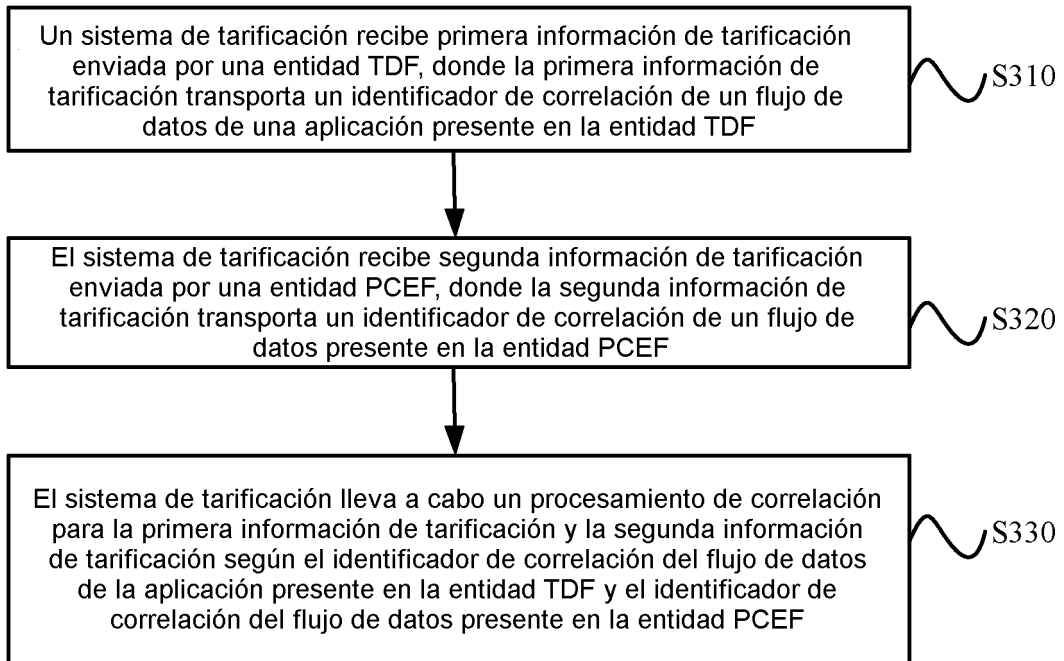 Un sistema de tarificación recibe primera información de tarificación
enviada por una entidad TDF, donde la primera información de
tarificación transporta un identificador de correlación de un flujo de
datos de una aplicación presente en la entidad TDF
S310
El sistema de tarificación recibe segunda información de tarificación
enviada por una entidad PCEF, donde la segunda información de
tarificación transporta un identificador de correlación de un flujo de
datos presente en la entidad PCEF
S320
El sistema de tarificación lleva a cabo un procesamiento de correlación
para la primera información de tarificación y la segunda información
de tarificación según el identificador de correlación del flujo de datos
de la aplicación presente en la entidad TDF y el identificador de
correlación del flujo de datos presente en la entidad PCEF
S330